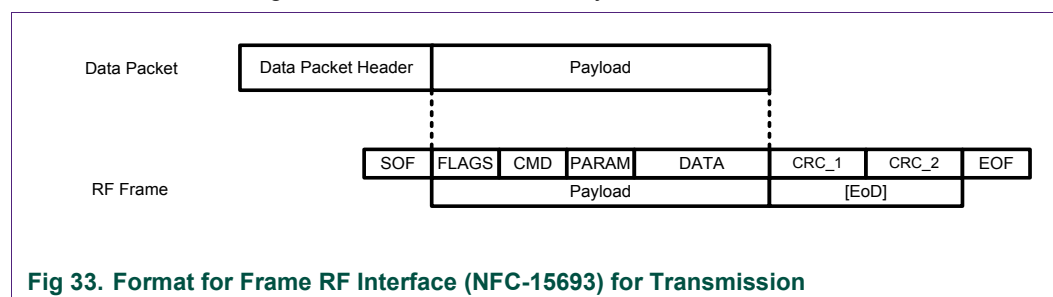 Data Packet Data Packet Header Payload
SOF FLAGS CMD PARAM DATA CRC_1 CRC_2 EOF
RF Frame Payload [EoD]
Fig 33. Format for Frame RF Interface (NFC-15693) for Transmission